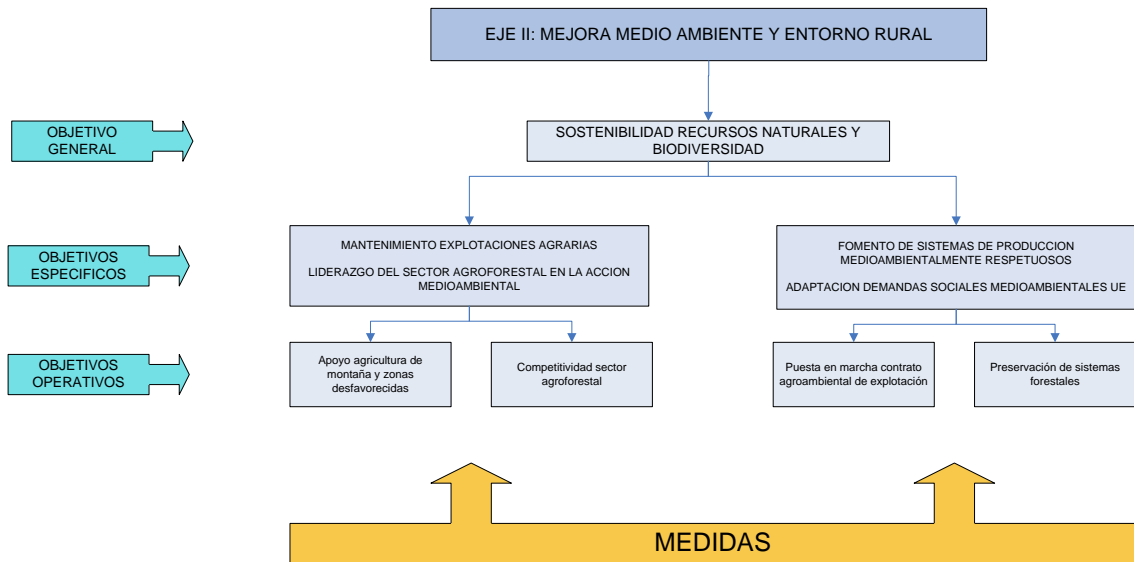 EJE II: MEJORA MEDIO AMBIENTE Y ENTORNO RURAL
OBJETIVO
GENERAL
SOSTENIBILIDAD RECURSOS NATURALES Y
BIODIVERSIDAD
OBJETIVOS
ESPECIFICOS
MANTENIMIENTO EXPLOTACIONES AGRARIAS
LIDERAZGO DEL SECTOR AGROFORESTAL EN LA ACCION
MEDIOAMBIENTAL
FOMENTO DE SISTEMAS DE PRODUCCION
MEDIOAMBIENTALMENTE RESPETUOSOS
ADAPTACION DEMANDAS SOCIALES MEDIOAMBIENTALES UE
OBJETIVOS
OPERATIVOS
Apoyo agricultura de
montaña y zonas
desfavorecidas
Competitividad sector
agroforestal
Puesta en marcha contrato
agroambiental de explotación
Preservación de sistemas
forestales
MEDIDAS